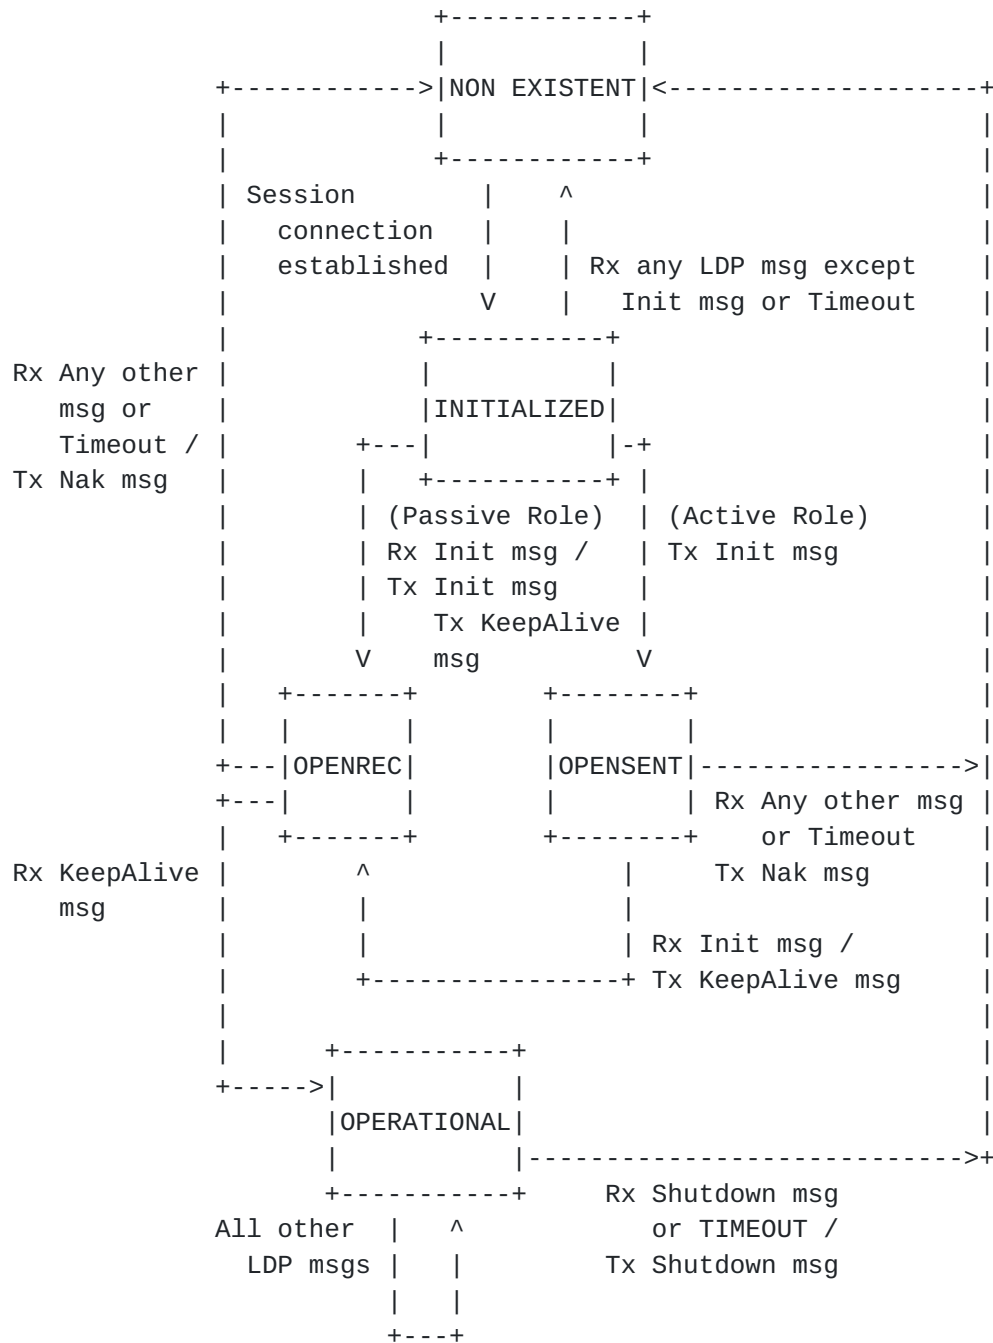 NON EXISTENT
Session
connection
established
Rx any LDP msg except
Init msg or Timeout
Rx Any other
msg or
Timeout /
Tx Nak msg
INITIALIZED
(Passive Role)
Rx Init msg /
Tx Init msg
Tx KeepAlive
msg
(Active Role)
Tx Init msg
OPENREC
OPENSENT
Rx Any other msg
or Timeout
Tx Nak msg
Rx KeepAlive
msg
Rx Init msg /
Tx KeepAlive msg
OPERATIONAL
Rx Shutdown msg
or TIMEOUT /
Tx Shutdown msg
All other
LDP msgs